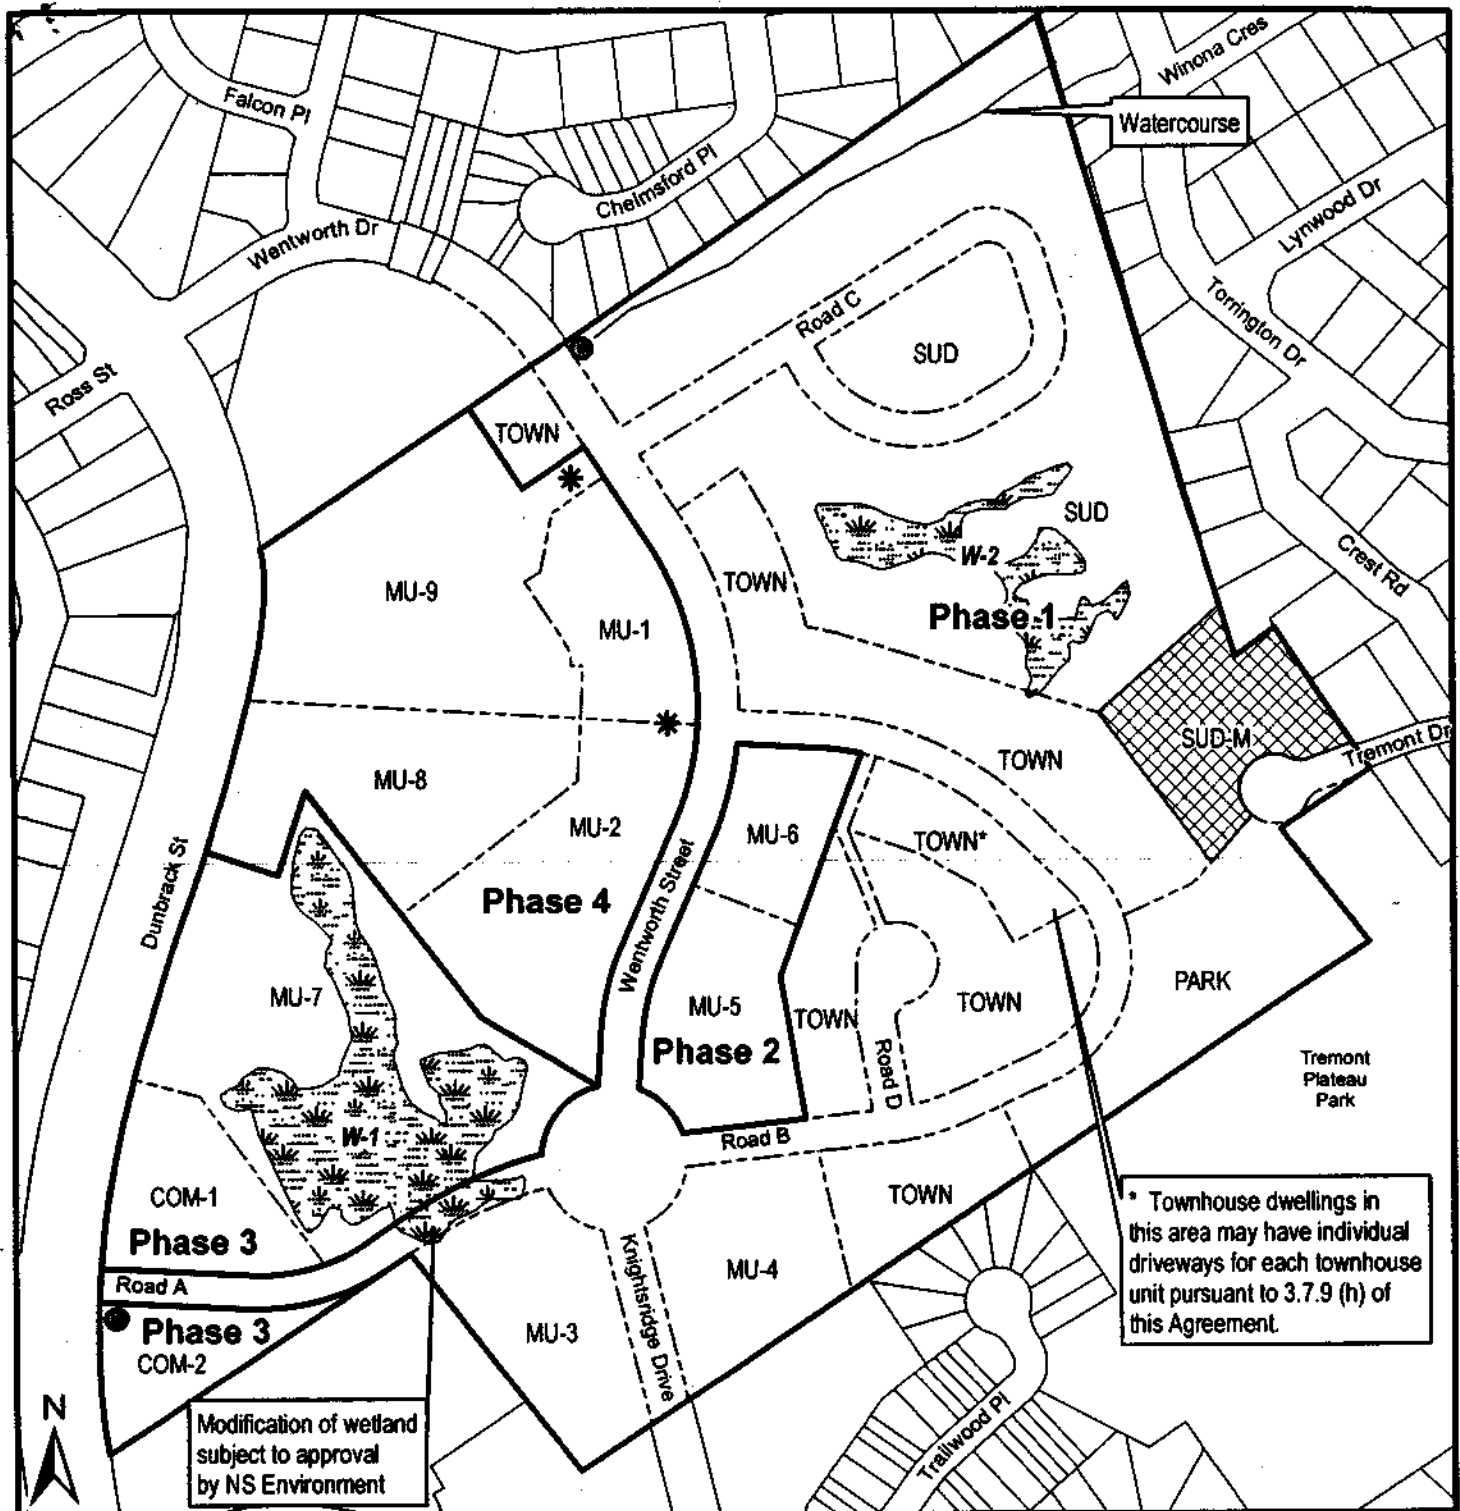 Winona Cres
Falcon Pl
Watercourse
Chelmsford Pl
Lynwood Dr
Wentworth Dr
Torrington Dr
Road C
SUD
Ross St
TOWN
SUD
W-2
Crest Rd
MU-9
TOWN
MU-1
Phase 1
SUD-M
Tremont Dr
TOWN
MU-8
MU-2
MU-6
TOWN*
Dunbrack St
Phase 4
Wentworth Street
MU-7
MU-5
TOWN
TOWN
PARK
Phase 2
Road D
Tremont
Plateau
Park
W-1
Road B
COM-1
TOWN
* Townhouse dwellings in
this area may have individual
driveways for each townhouse
unit pursuant to 3.7.9 (h) of
this Agreement.
Phase 3
Road A
MU-4
Knightsridge Drive
Phase 3
COM-2
MU-3
N
Modification of wetland
subject to approval
by NS Environment
Trailwood Pl